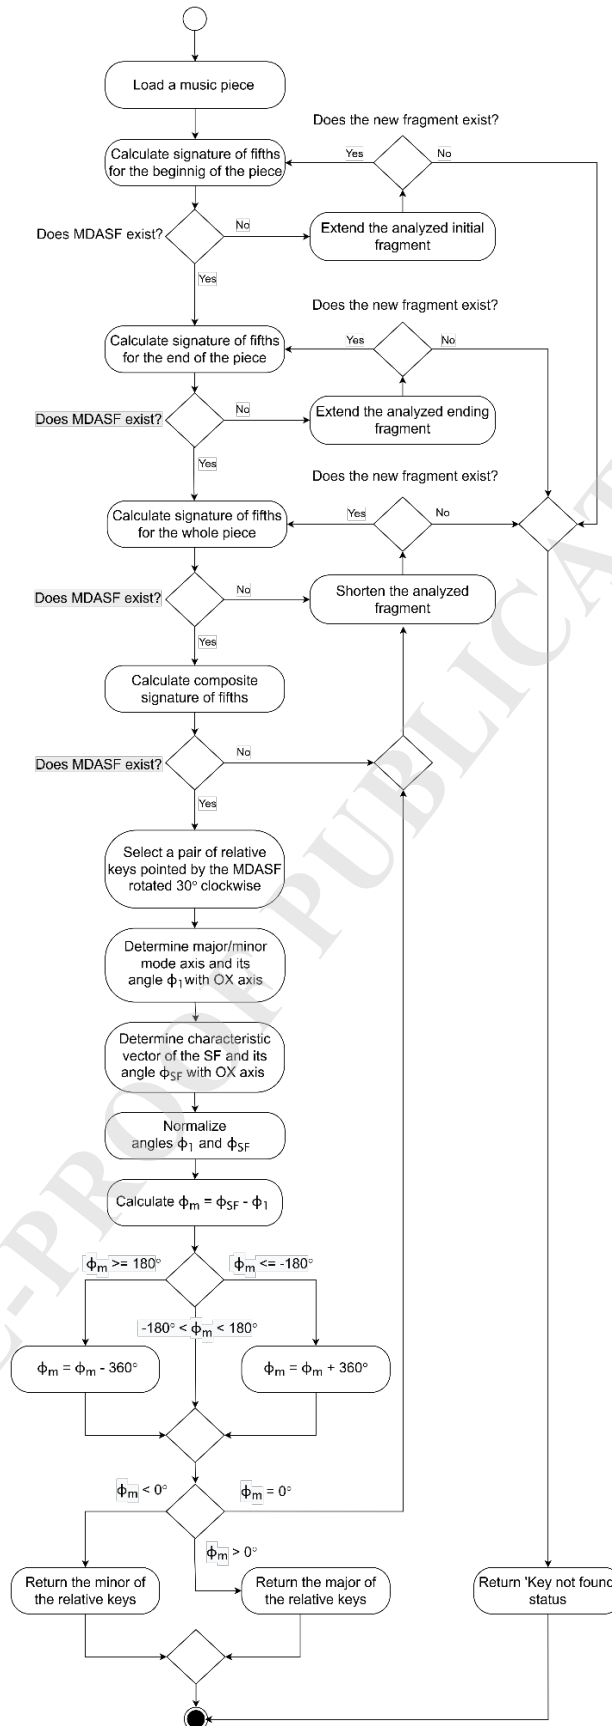 Load a music piece
Does the new fragment exist?
Calculate signature of fifths
for the beginnig of the piece
Yes
No
Does MDASF exist?
No
Extend the analyzed initial
fragment
Yes
Does the new fragment exist?
Calculate signature of fifths
for the end of the piece
Yes
No
Does MDASF exist?
No
Extend the analyzed ending
fragment
Yes
Does the new fragment exist?
Calculate signature of fifths
for the whole piece
Yes
No
Does MDASF exist?
No
Shorten the analyzed
fragment
Yes
Calculate composite
signature of fifths
Does MDASF exist?
No
Yes
Select a pair of relative
keys pointed by the MDASF
rotated 30° clockwise
Determine major/minor
mode axis and its
angle ϕ1 with OX axis
Determine characteristic
vector of the SF and its
angle ϕSF with OX axis
Normalize
angles ϕ1 and ϕSF
Calculate ϕm = ϕSF - ϕ1
ϕm >= 180°
ϕm <= -180°
-180° < ϕm < 180°
ϕm = ϕm - 360°
ϕm = ϕm + 360°
ϕm < 0°
ϕm = 0°
ϕm > 0°
Return the minor of
the relative keys
Return the major of
the relative keys
Return 'Key not found
status
E-PROOF PUBLICAT